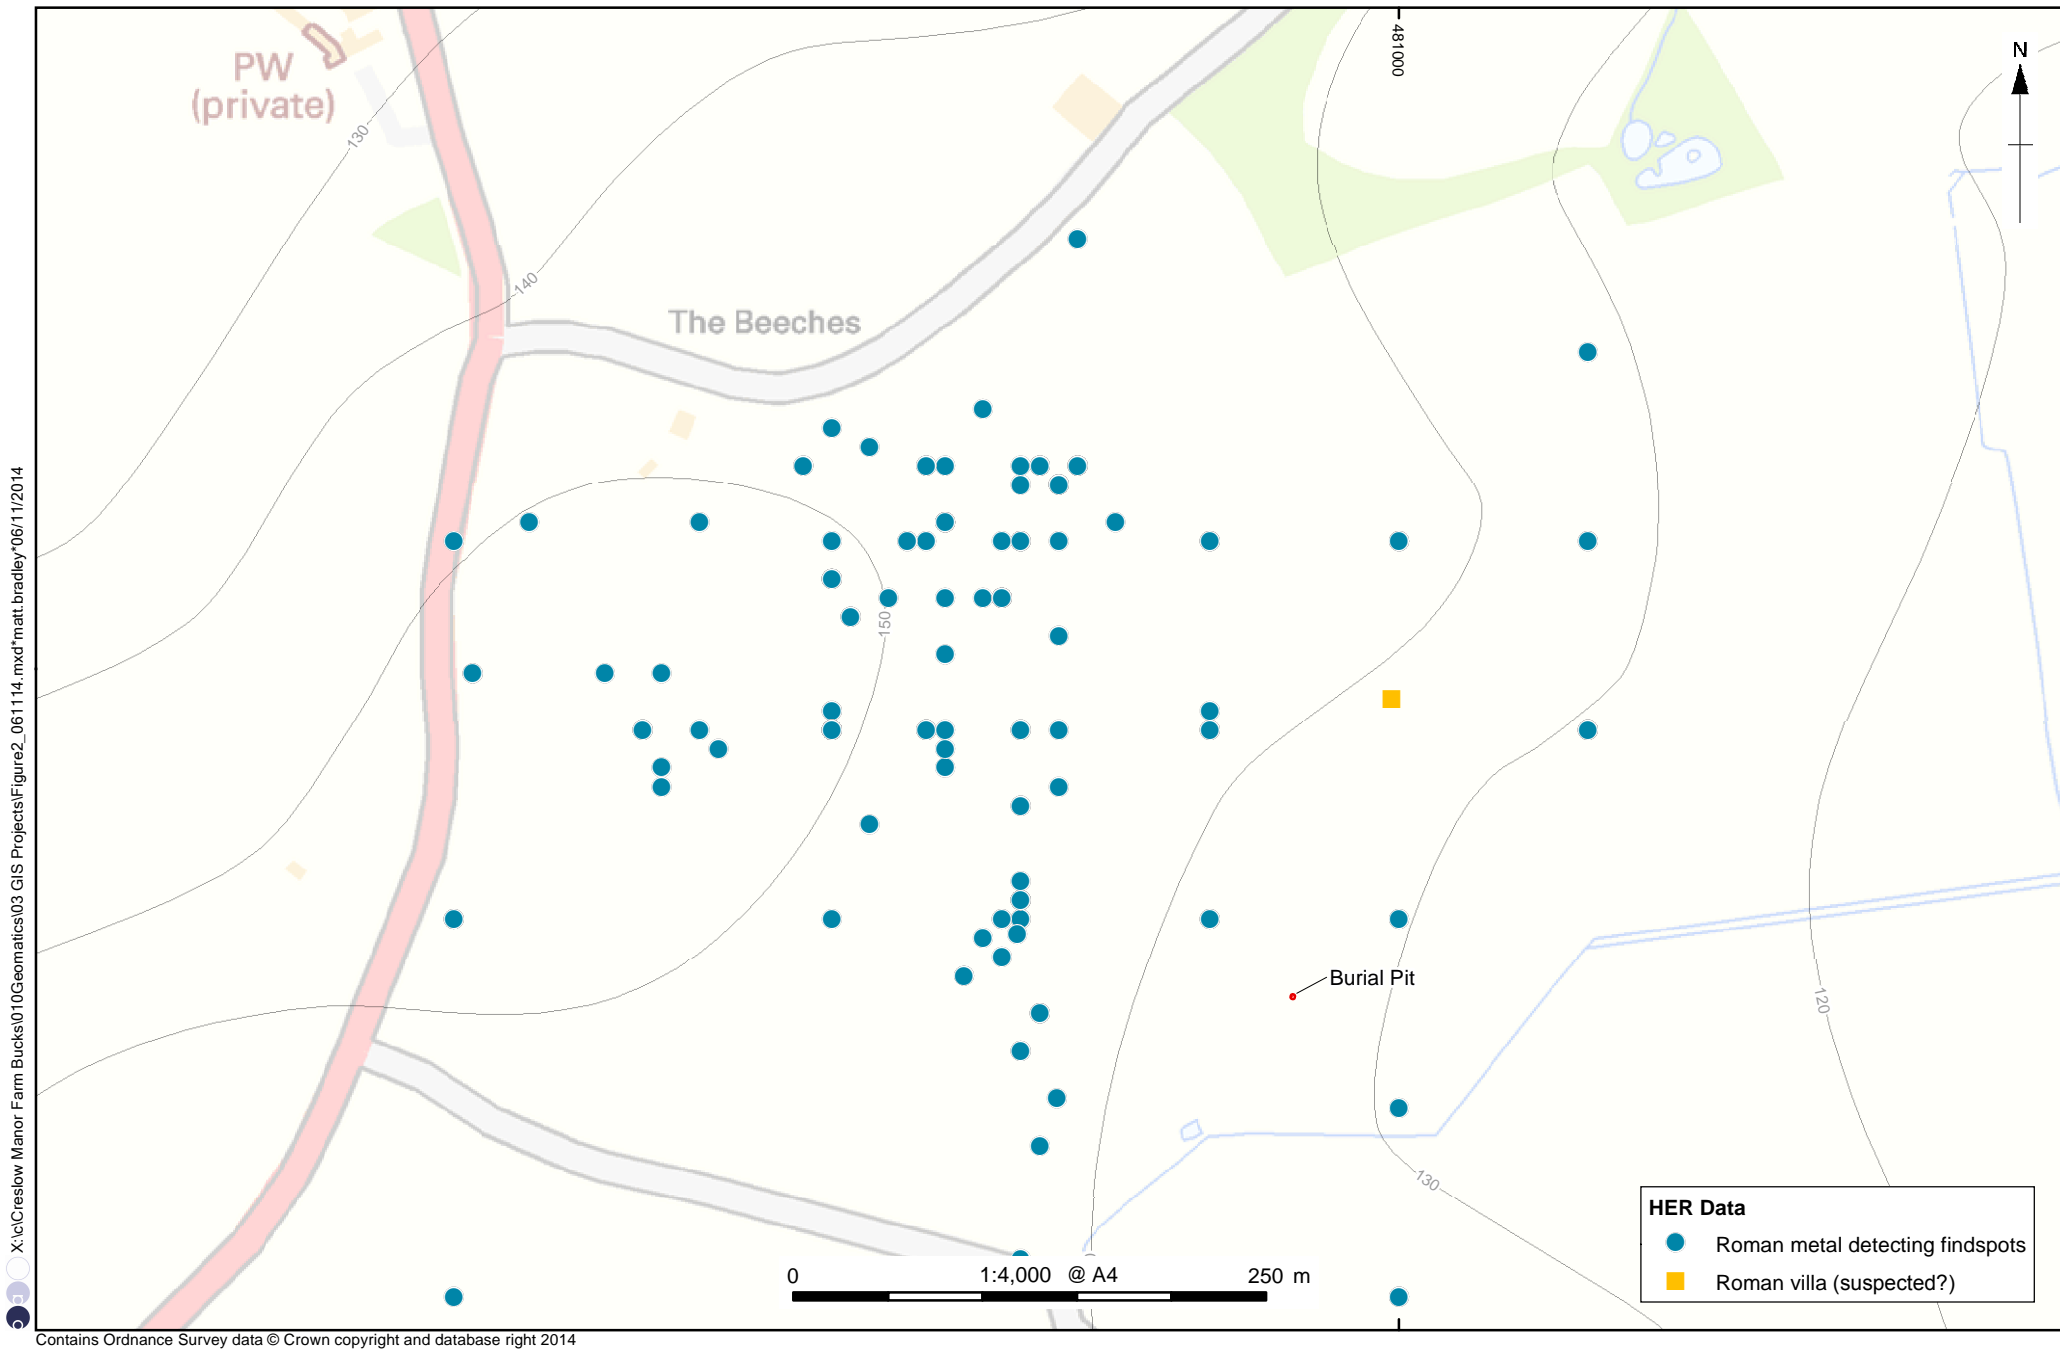 PW
(private)
481000
N
130
140
The Beeches
150
Burial Pit
120
130
HER Data
Roman metal detecting findspots
Roman villa (suspected?)
0 1:4,000 @ A4 250 m
X:\c\Creslow Manor Farm Bucks\010Geomatics\03 GIS Projects\Figure2_061114.mxd*matt.bradley*06/11/2014
Contains Ordnance Survey data © Crown copyright and database right 2014